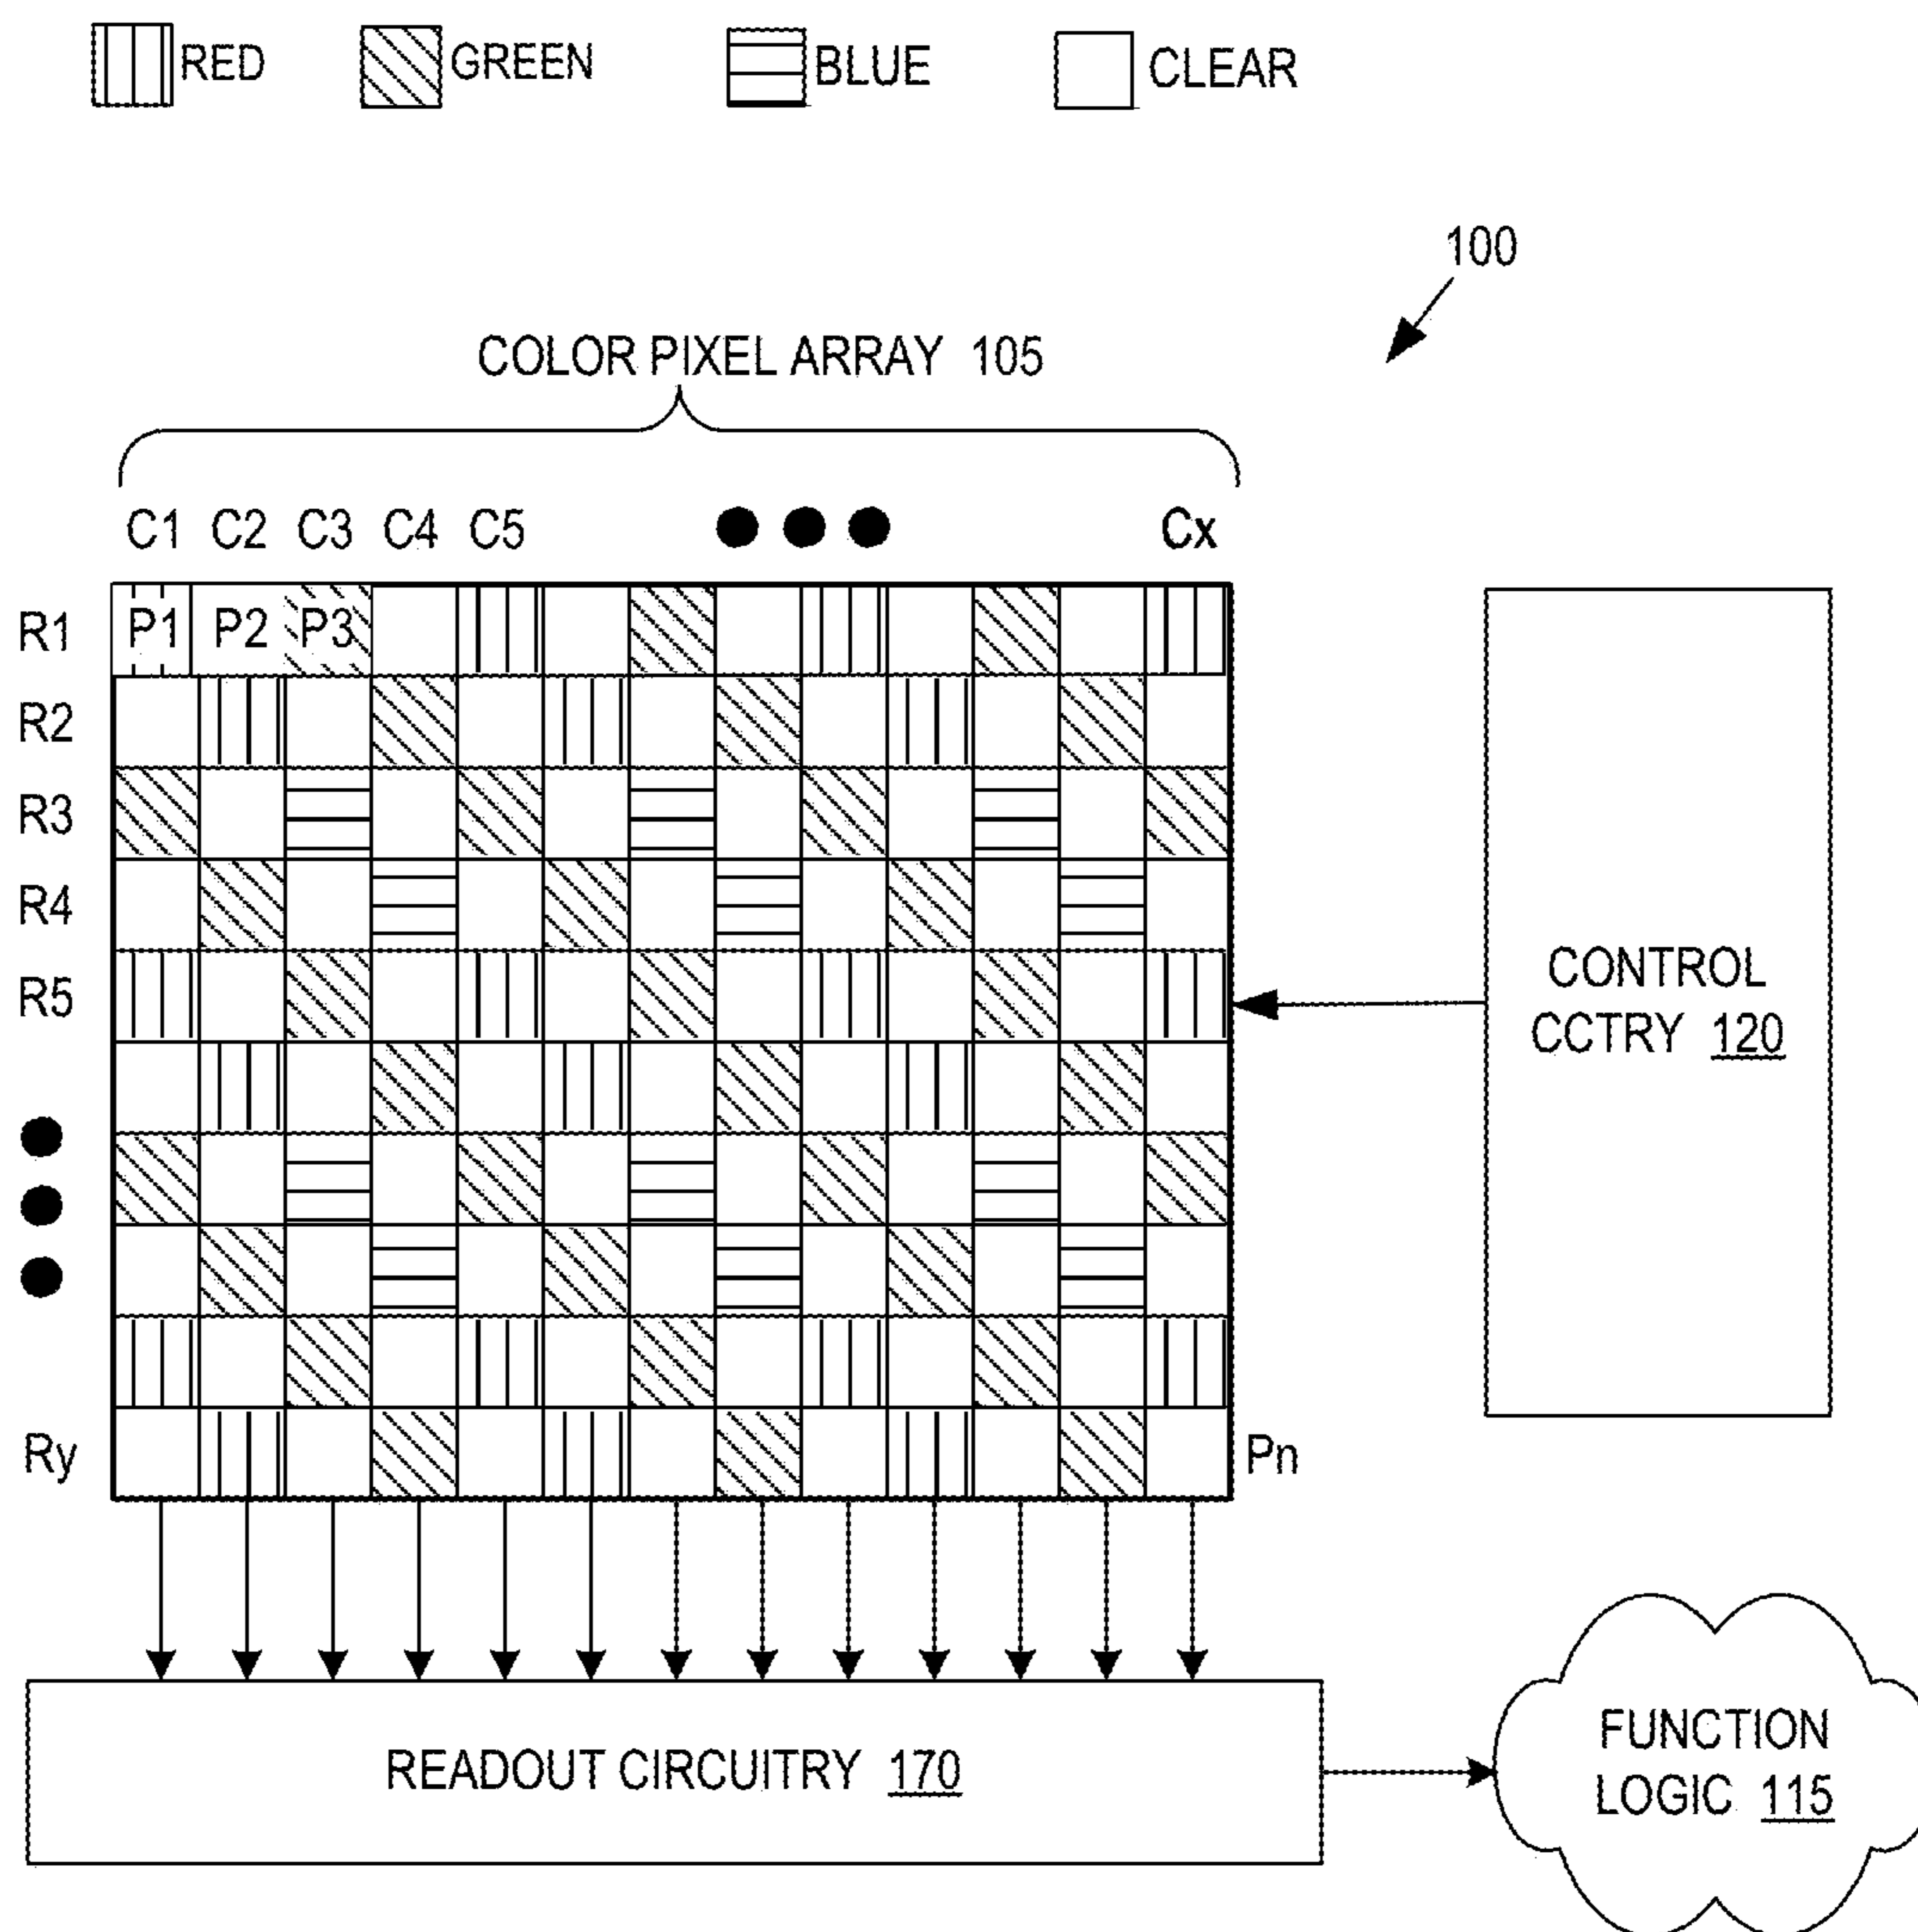 RED GREEN BLUE CLEAR
100
COLOR PIXEL ARRAY 105
C1 C2 C3 C4 C5 Cx
R1 P1 P2 P3
R2
R3
R4
R5
CONTROL
CCTRY 120
Ry Pn
READOUT CIRCUITRY 170
FUNCTION
LOGIC 115